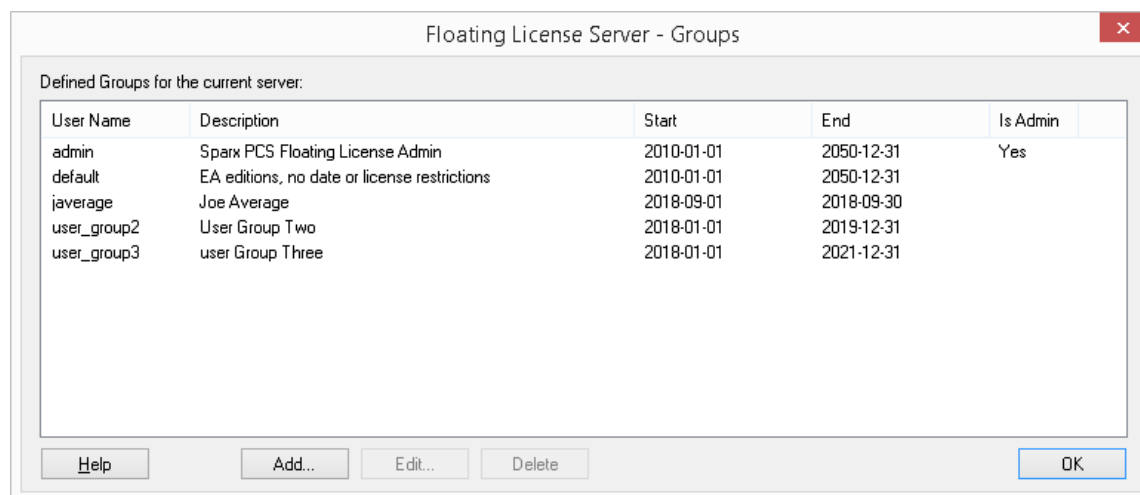 Floating License Server - Groups
Defined Groups for the current server:
User Name Description Start End Is Admin
admin Sparx PCS Floating License Admin 2010-01-01 2050-12-31 Yes
default EA editions, no date or license restrictions 2010-01-01 2050-12-31
javerage Joe Average 2018-09-01 2018-09-30
user_group2 User Group Two 2018-01-01 2019-12-31
user_group3 user Group Three 2018-01-01 2021-12-31
Help Add... Edit... Delete OK